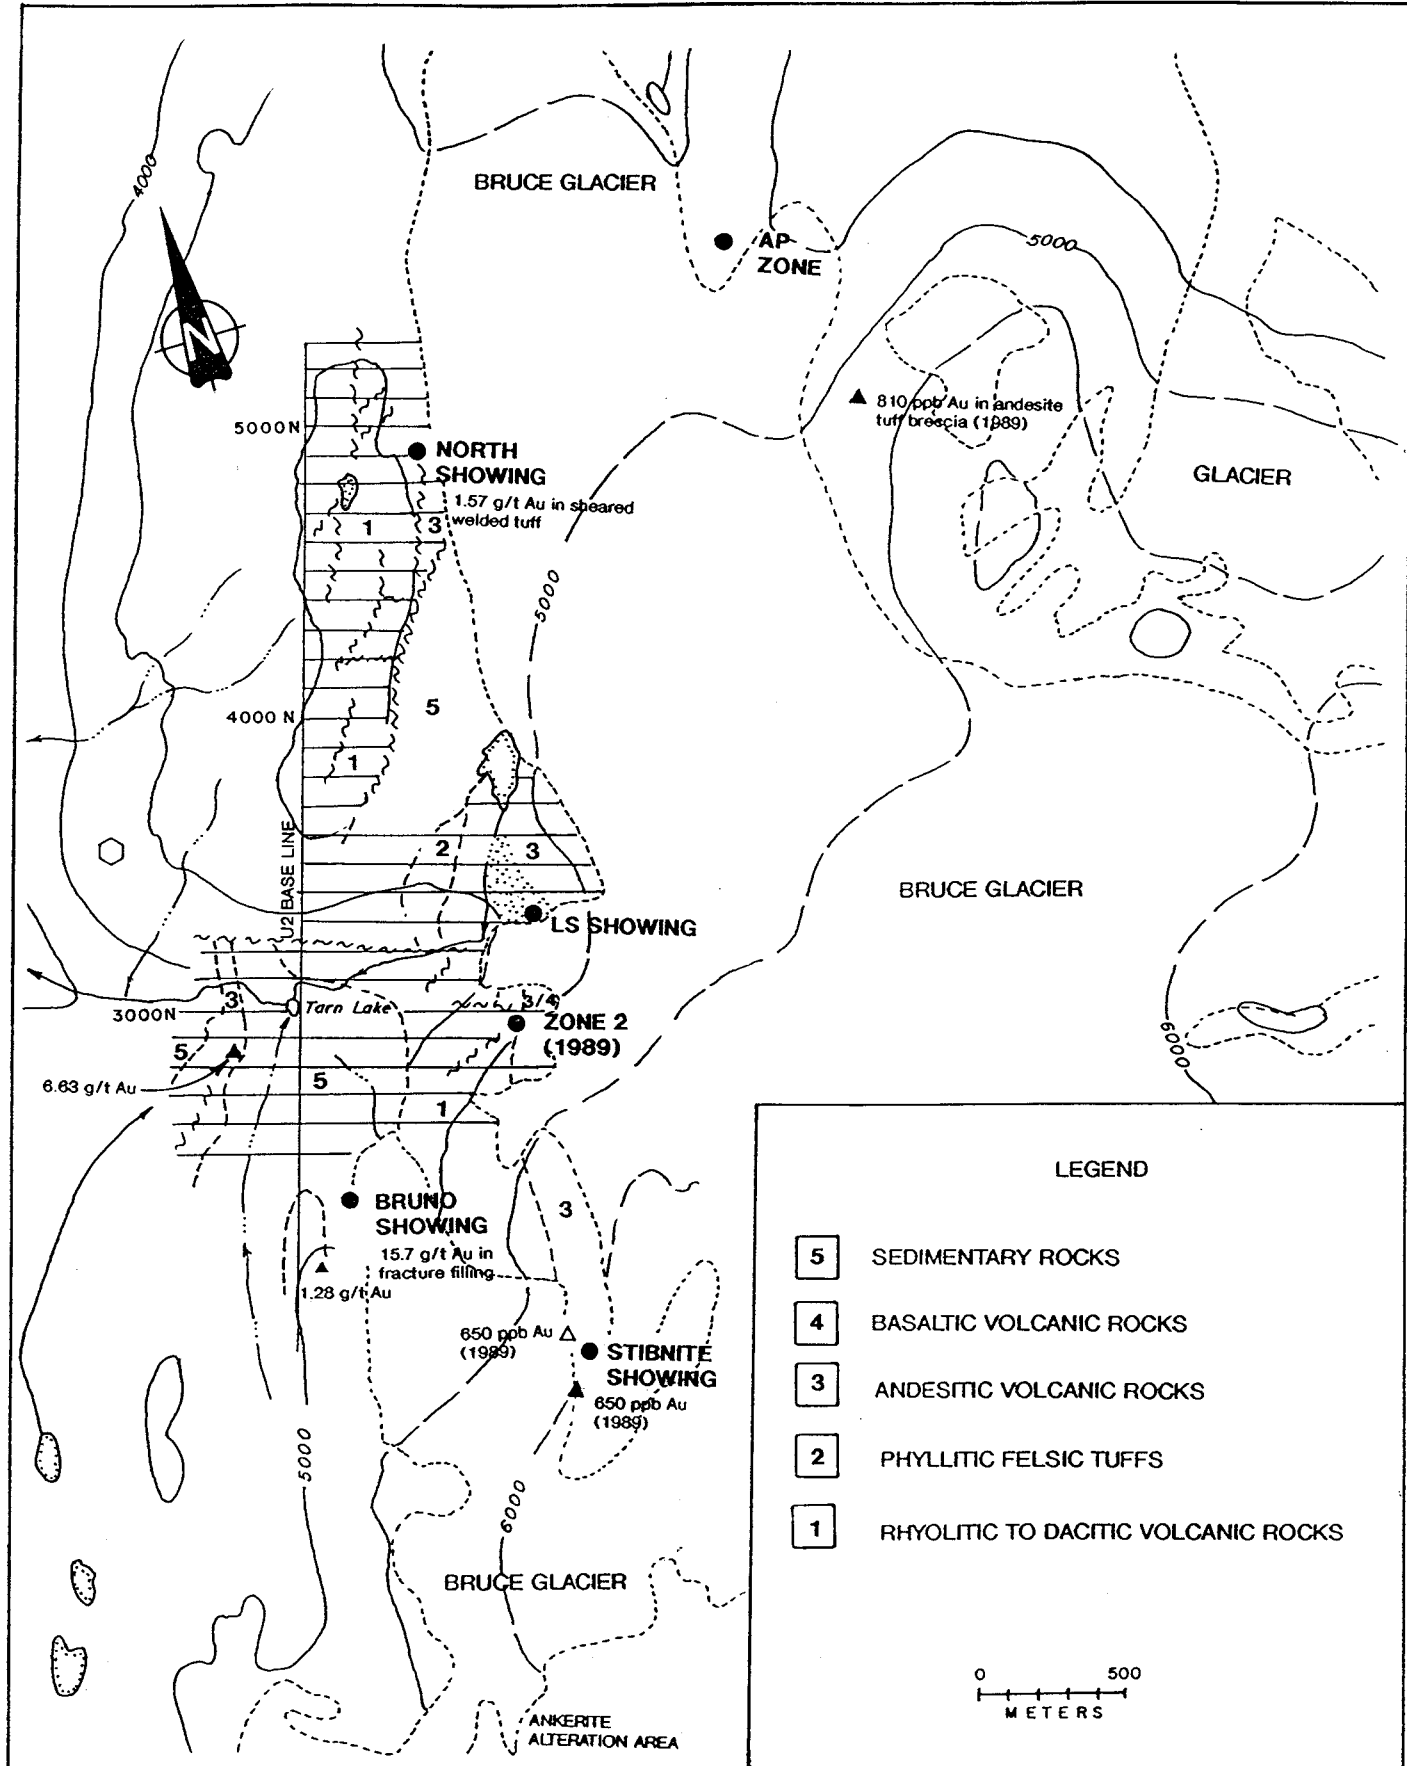 4000
BRUCE GLACIER
AP
ZONE
5000
N
810 ppb Au in andesite
tuff brescia (1989)
5000N
NORTH
SHOWING
1.57 g/t Au in sheared
welded tuff
GLACIER
1
3
5000
5
4000 N
1
U2 BASE LINE
2
3
BRUCE GLACIER
LS SHOWING
3
3000N
Tarn Lake
3/4
ZONE 2
(1989)
6000
5
5
6.63 g/t Au
1
BRUNO
SHOWING
15.7 g/t Au in
fracture filling
1.28 g/t Au
3
650 ppb Au
(1989)
STIBNITE
SHOWING
650 ppb Au
(1989)
5000
6000
BRUCE GLACIER
ANKERITE
ALTERATION AREA
LEGEND
5 SEDIMENTARY ROCKS
4 BASALTIC VOLCANIC ROCKS
3 ANDESITIC VOLCANIC ROCKS
2 PHYLLITIC FELSIC TUFFS
1 RHYOLITIC TO DACITIC VOLCANIC ROCKS
0 500
METERS